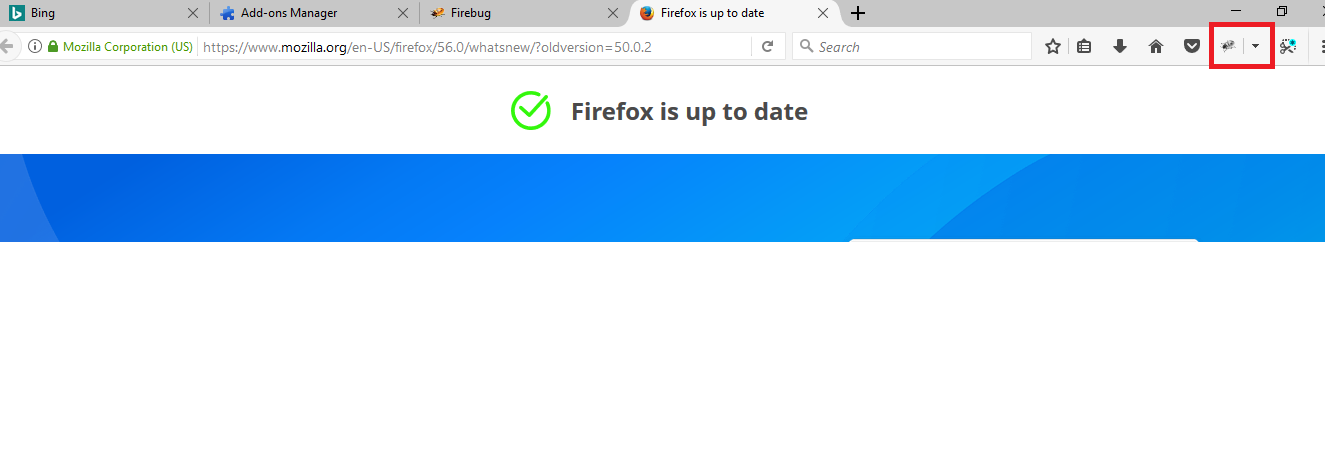 Bing
Add-ons Manager
Firebug
Firefox is up to date
Mozilla Corporation (US)
https://www.mozilla.org/en-US/firefox/56.0/whatsnew/?oldversion=50.0.2
Search
Firefox is up to date